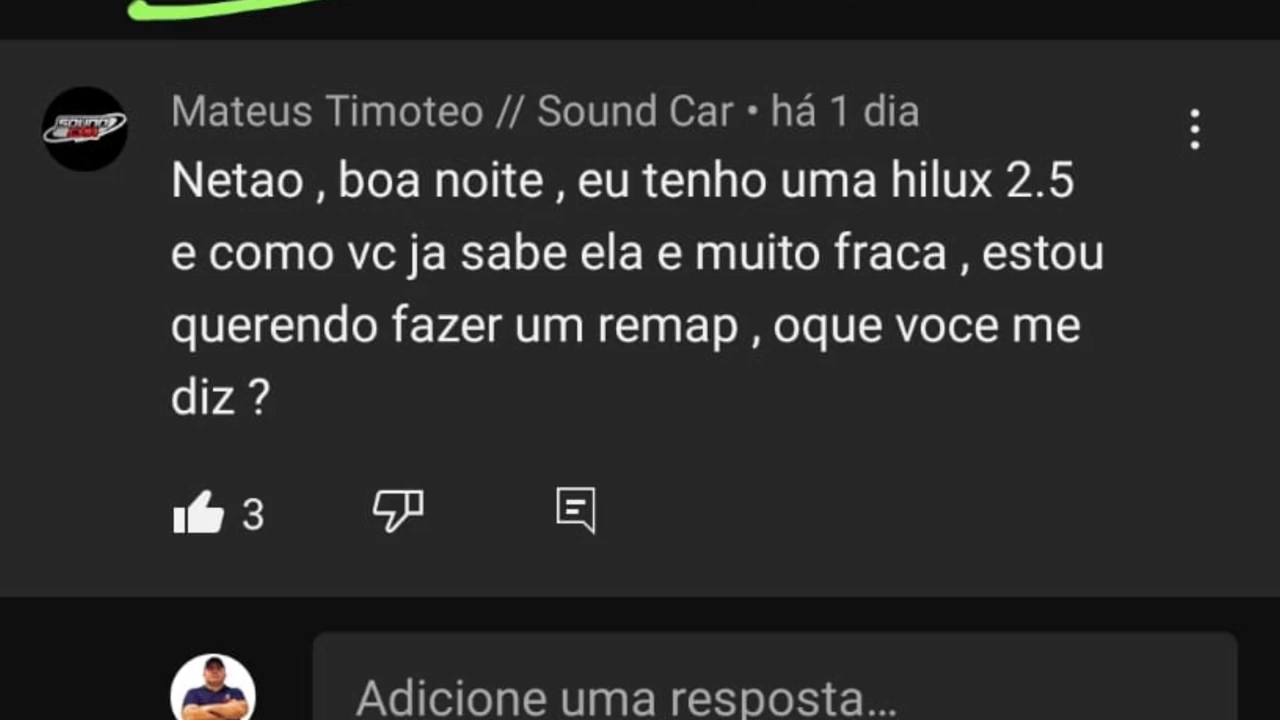 Mateus Timoteo // Sound Car • há 1 dia
Netao , boa noite , eu tenho uma hilux 2.5
e como vc ja sabe ela e muito fraca , estou
querendo fazer um remap , oque voce me
diz ?
3
Adicione uma resposta...